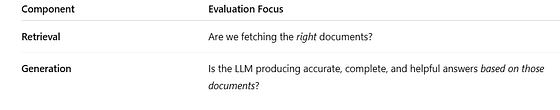 Component Evaluation Focus
Retrieval Are we fetching the right documents?
Generation Is the LLM producing accurate, complete, and helpful answers based on those
documents?